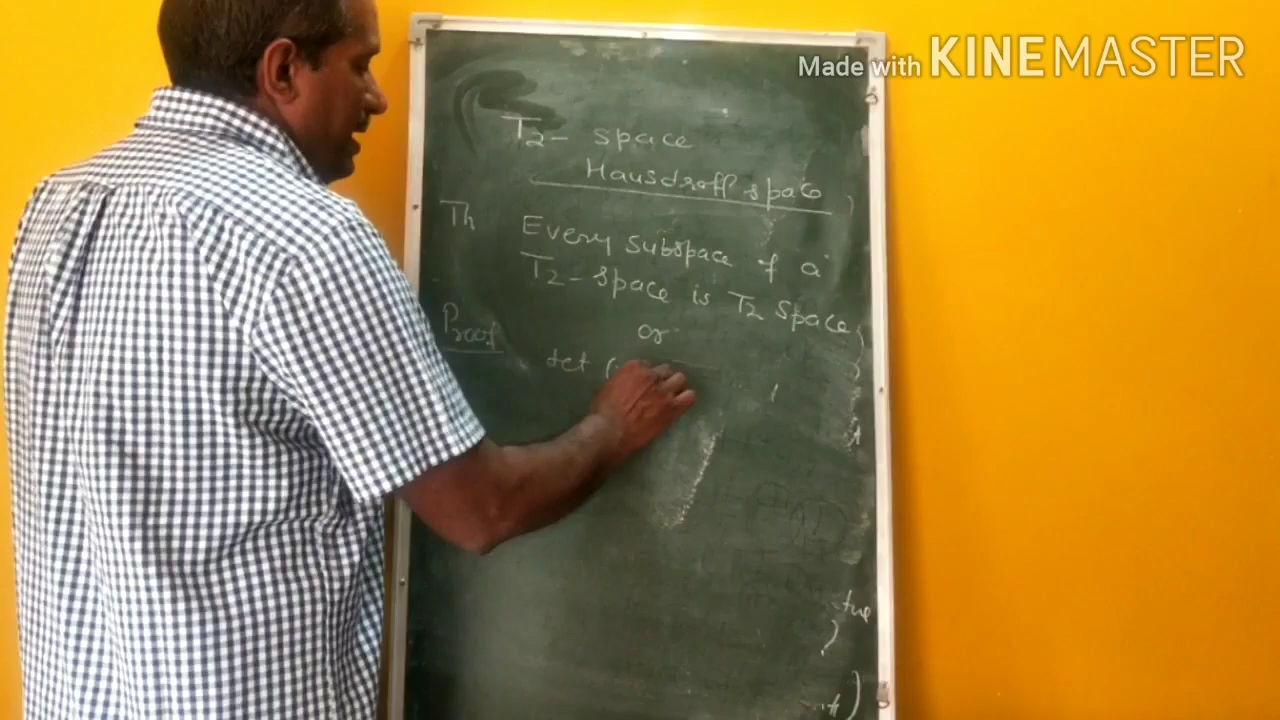 Made with KINEMASTER
T2- space
Hausdroff space
Th Every subspace of a
T2-space is T2 space
or
Proof
Let (